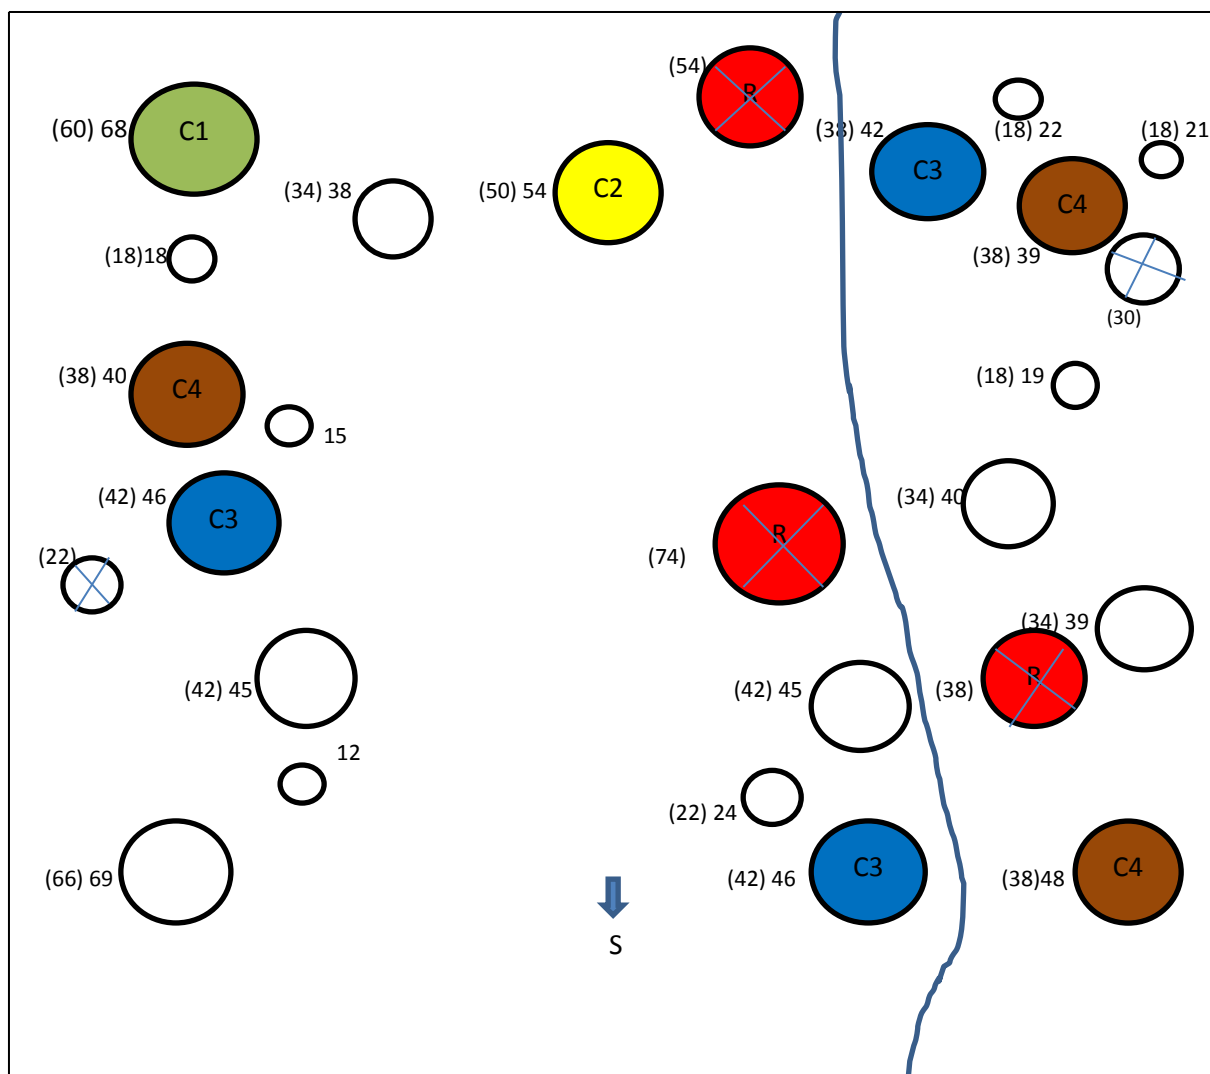 (54)
R
(60) 68
C1
(38) 42
(18) 22
(18) 21
C3
(34) 38
(50) 54
C2
C4
(18)18
(38) 39
(30)
(38) 40
C4
(18) 19
15
(42) 46
C3
(34) 40
R
(22)
(74)
(34) 39
R
(42) 45
(42) 45
(38)
12
(22) 24
(66) 69
(42) 46
C3
(38)48
C4
S